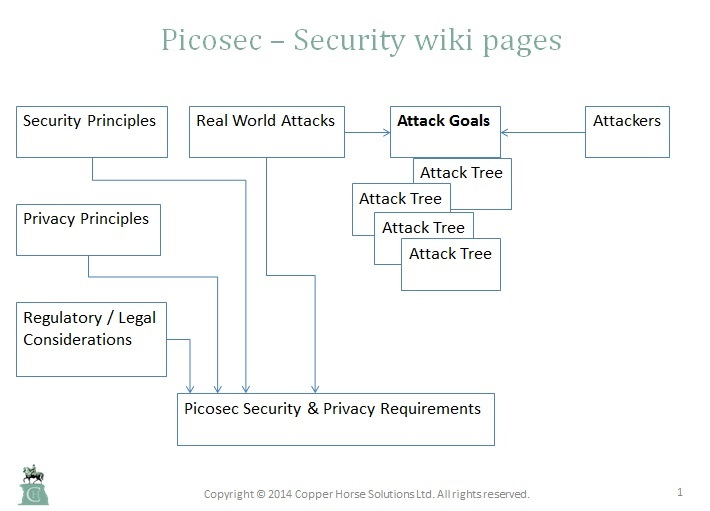 Picosec – Security wiki pages
Security Principles
Real World Attacks
Attack Goals
Attackers
Attack Tree
Attack Tree
Attack Tree
Attack Tree
Privacy Principles
Regulatory / Legal
Considerations
Picosec Security & Privacy Requirements
Copyright © 2014 Copper Horse Solutions Ltd. All rights reserved.
1